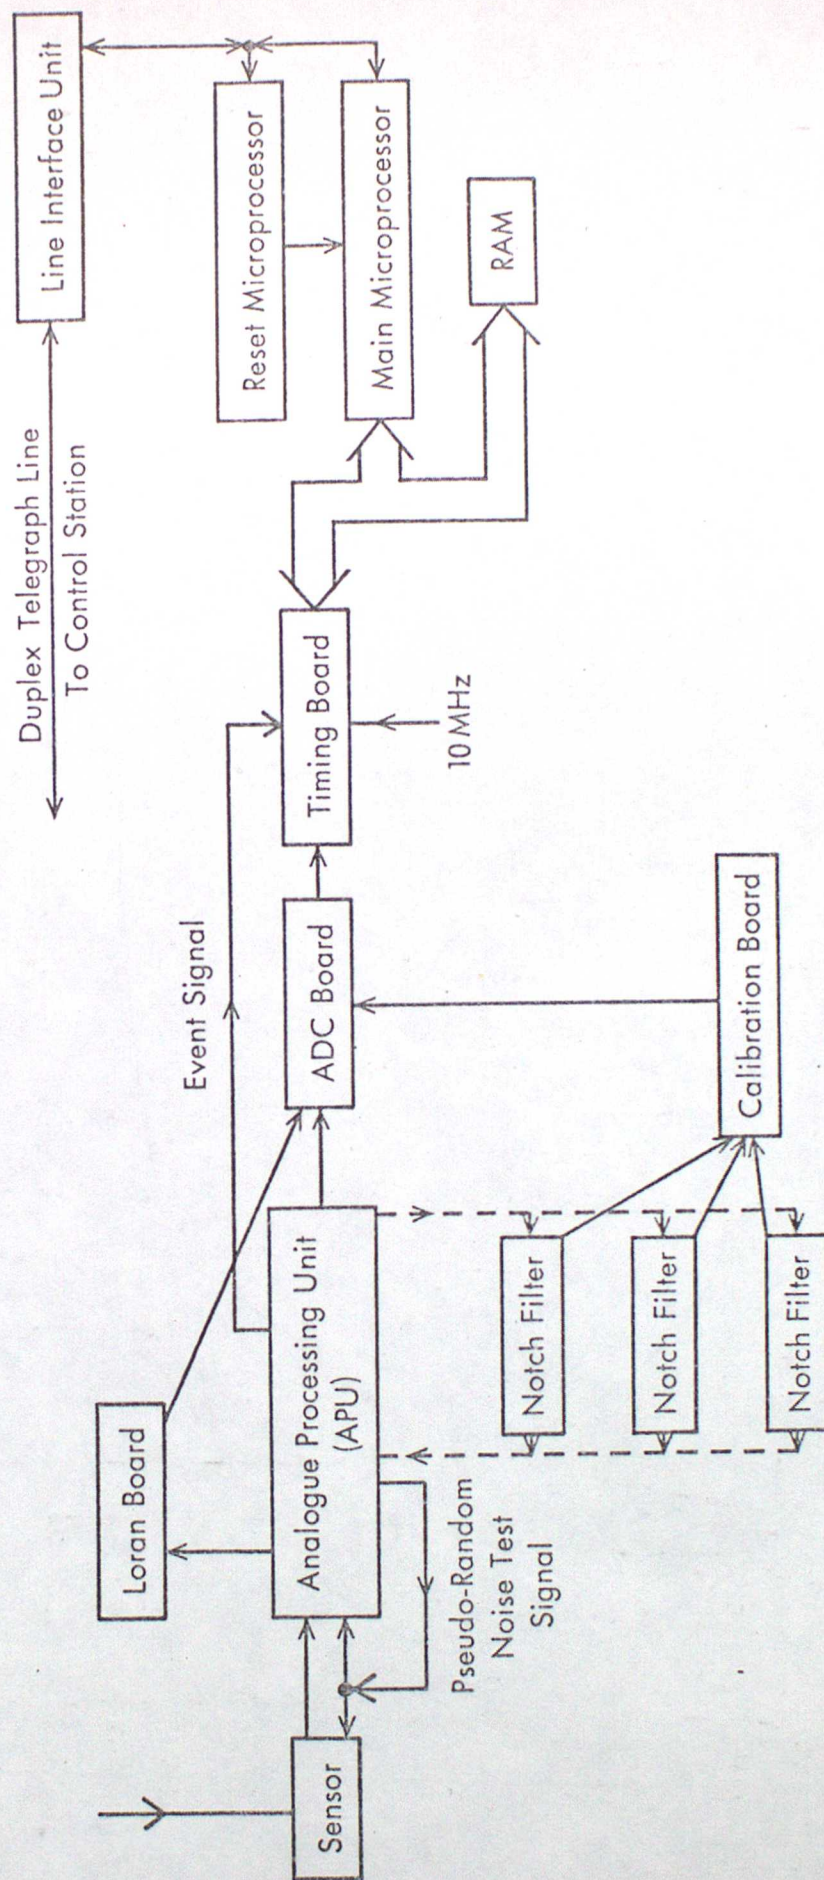 Duplex Telegraph Line
To Control Station
Line Interface Unit
Reset Microprocessor
Main Microprocessor
RAM
Event Signal
Timing Board
10 MHz
ADC Board
Calibration Board
Loran Board
Analogue Processing Unit
(APU)
Sensor
Pseudo-Random
Noise Test
Signal
Notch Filter
Notch Filter
Notch Filter